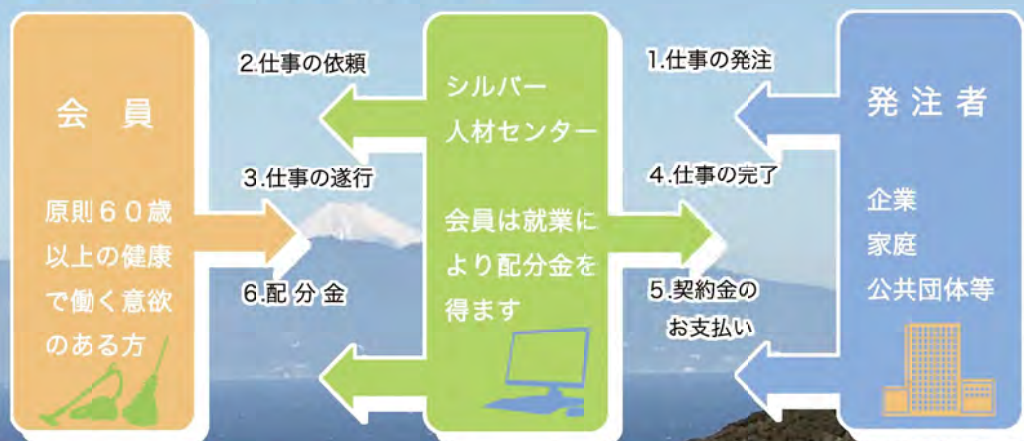 会 員
原則６０歳
以上の健康
で働く意欲
のある方
2.仕事の依頼
3.仕事の遂行
6.配 分 金
シルバー
人材センター
会員は就業に
より配分金を
得ます
1.仕事の発注
4.仕事の完了
5.契約金の
お支払い
発 注 者
企業
家庭
公共団体等